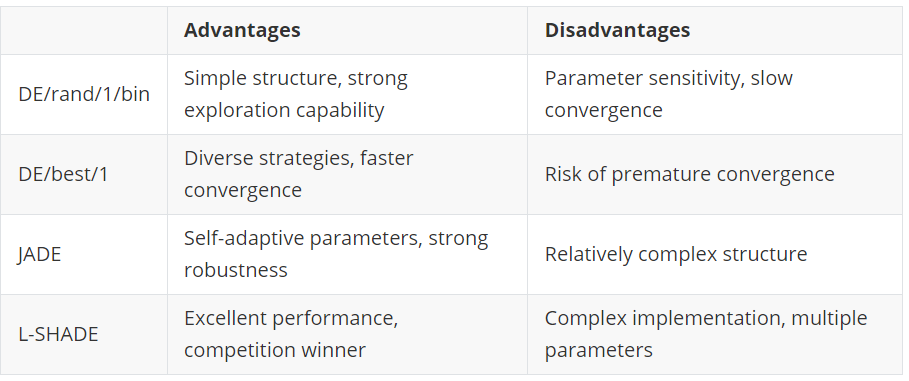 Advantages Disadvantages
DE/rand/1/bin Simple structure, strong exploration capability Parameter sensitivity, slow convergence
DE/best/1 Diverse strategies, faster convergence Risk of premature convergence
JADE Self-adaptive parameters, strong robustness Relatively complex structure
L-SHADE Excellent performance, competition winner Complex implementation, multiple parameters